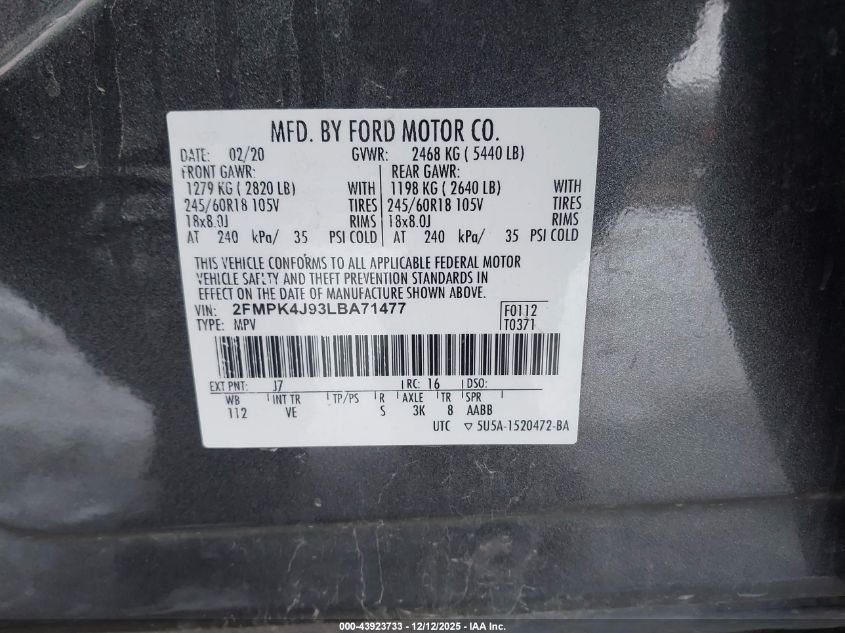 MFD. BY FORD MOTOR CO.
DATE: 02/20 GVWR: 2468 KG ( 5440 LB)
FRONT GAWR: REAR GAWR:
1279 KG ( 2820 LB) WITH 1198 KG ( 2640 LB) WITH
245/60R18 105V TIRES 245/60R18 105V TIRES
18x8.0J RIMS 18x8.0J RIMS
AT 240 kPa/ 35 PSI COLD AT 240 kPa/ 35 PSI COLD
THIS VEHICLE CONFORMS TO ALL APPLICABLE FEDERAL MOTOR
VEHICLE SAFETY AND THEFT PREVENTION STANDARDS IN
EFFECT ON THE DATE OF MANUFACTURE SHOWN ABOVE.
VIN: 2FMPK4J93LBA71477 F0112
TYPE: MPV T0371
EXT PNT: J7 RC: 16 DSO:
WB INT TR TP/PS R AXLE TR SPR
112 VE S 3K 8 AABB
UTC ▽ 5U5A-1520472-BA
000-43923733 - 12/12/2025 - IAA Inc.